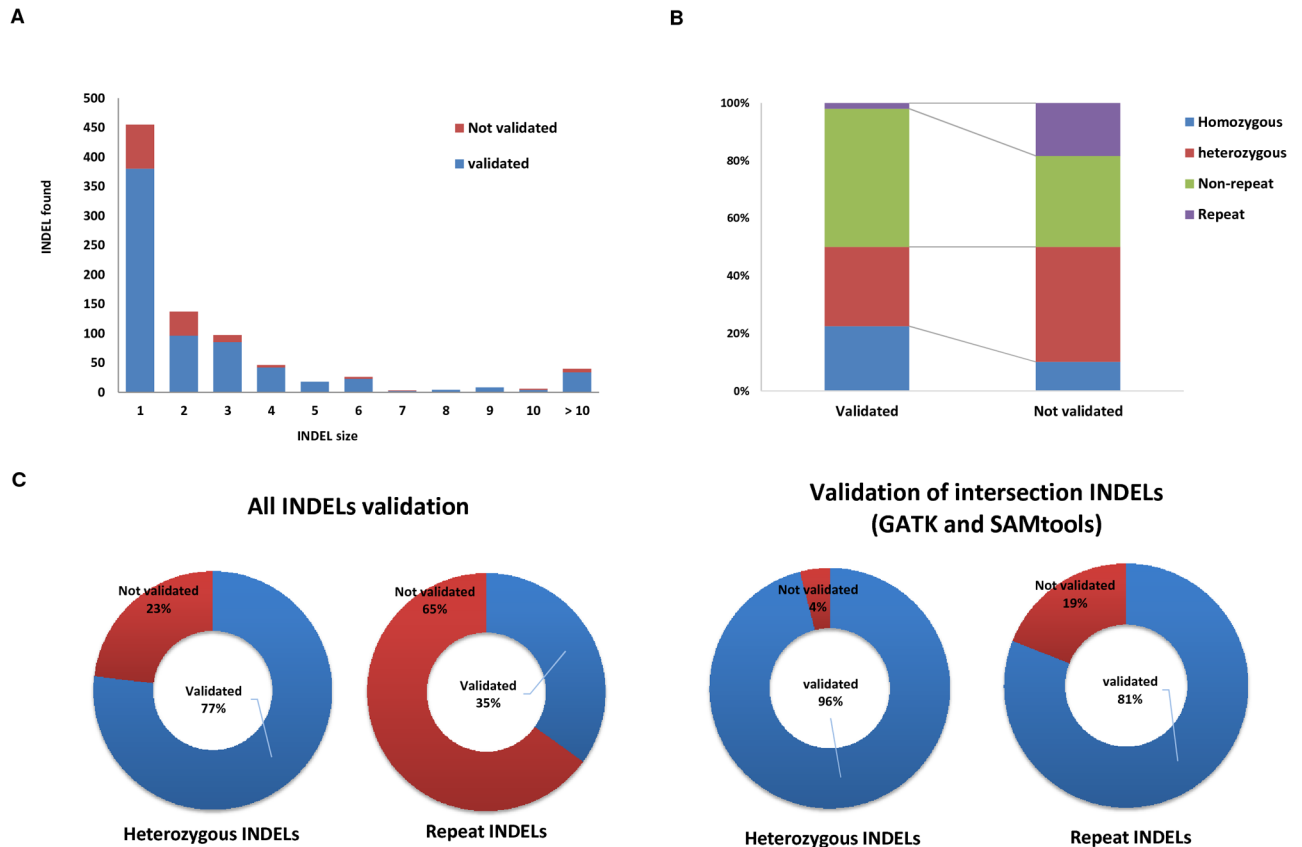 A
500
450
400
350
300
250
200
150
100
50
0
INDEL found
Not validated
validated
1 2 3 4 5 6 7 8 9 10 > 10
INDEL size
B
100%
80%
60%
40%
20%
0%
Homozygous
heterozygous
Non-repeat
Repeat
Validated Not validated
C
All INDELs validation
Not validated
23%
Validated
77%
Heterozygous INDELs
Not validated
65%
Validated
35%
Repeat INDELs
Validation of intersection INDELs
(GATK and SAMtools)
Not validated
4%
validated
96%
Heterozygous INDELs
Not validated
19%
validated
81%
Repeat INDELs